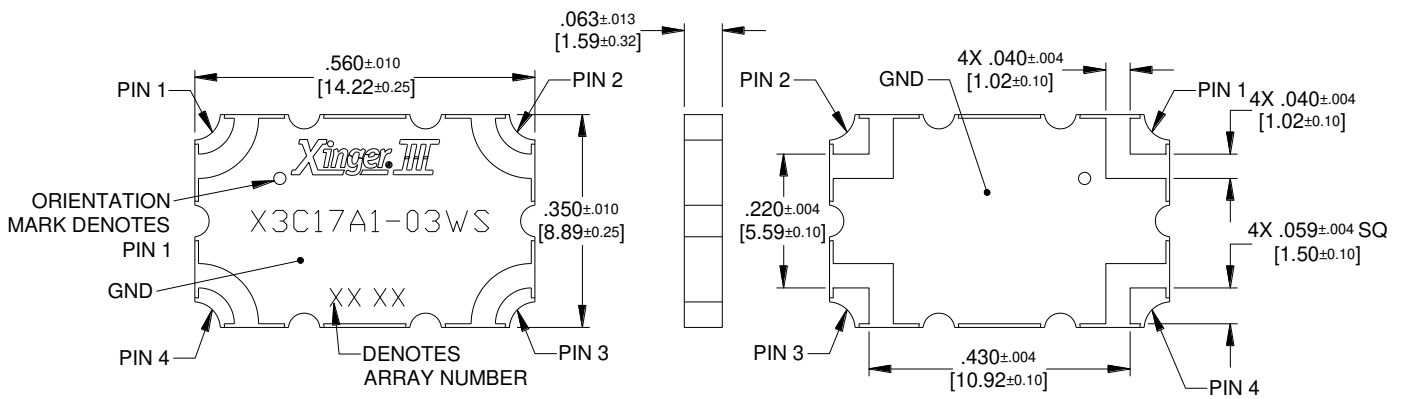 .560±.010
[14.22±0.25]
PIN 1
PIN 2
Xinger III
ORIENTATION
MARK DENOTES
PIN 1
X3C17A1-03WS
.350±.010
[8.89±0.25]
GND
XX XX
PIN 4
DENOTES
ARRAY NUMBER
PIN 3
.063±.013
[1.59±0.32]
PIN 2
GND
4X .040±.004
[1.02±0.10]
PIN 1
4X .040±.004
[1.02±0.10]
.220±.004
[5.59±0.10]
4X .059±.004 SQ
[1.50±0.10]
PIN 3
.430±.004
[10.92±0.10]
PIN 4